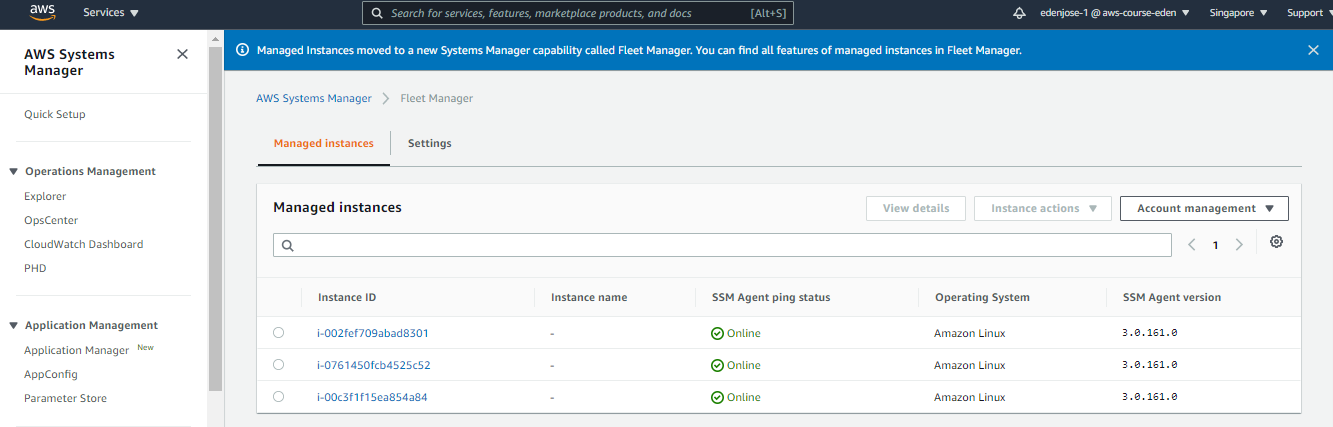 aws Services Search for services, features, marketplace products, and docs [Alt+S] edenjose-1 @ aws-course-eden Singapore Support
AWS Systems Manager
Quick Setup
Operations Management
Explorer
OpsCenter
CloudWatch Dashboard
PHD
Application Management
Application Manager New
AppConfig
Parameter Store
Managed Instances moved to a new Systems Manager capability called Fleet Manager. You can find all features of managed instances in Fleet Manager.
AWS Systems Manager Fleet Manager
Managed instances Settings
Managed instances View details Instance actions Account management
1
Instance ID Instance name SSM Agent ping status Operating System SSM Agent version
i-002fef709abad8301 - Online Amazon Linux 3.0.161.0
i-0761450fcb4525c52 - Online Amazon Linux 3.0.161.0
i-00c3f1f15ea854a84 - Online Amazon Linux 3.0.161.0